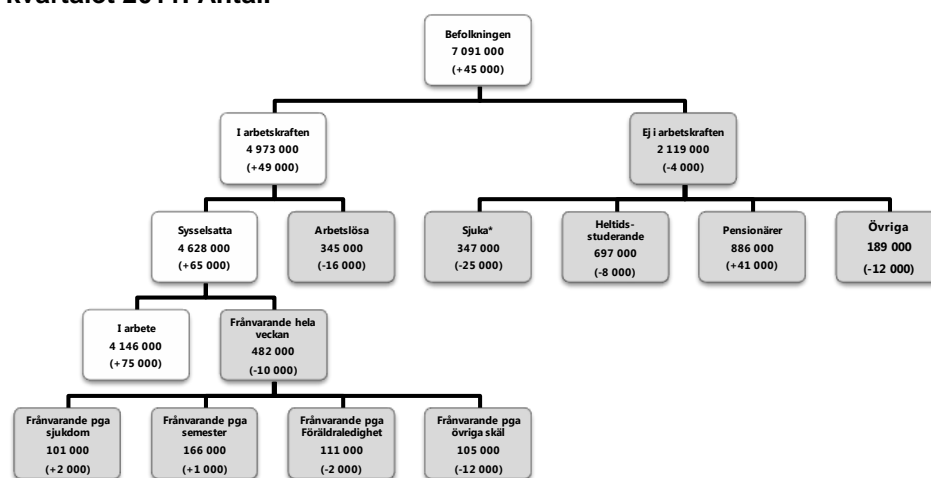 kvartalet 2011. Antal.
Befolkningen
7 091 000
(+45 000)
I arbetskraften
4 973 000
(+49 000)
Ej i arbetskraften
2 119 000
(-4 000)
Sysselsatta
4 628 000
(+65 000)
Arbetslösa
345 000
(-16 000)
Sjuka*
347 000
(-25 000)
Heltids-
studerande
697 000
(-8 000)
Pensionärer
886 000
(+41 000)
Övriga
189 000
(-12 000)
I arbete
4 146 000
(+75 000)
Frånvarande hela
veckan
482 000
(-10 000)
Frånvarande pga
sjukdom
101 000
(+2 000)
Frånvarande pga
semester
166 000
(+1 000)
Frånvarande pga
Föräldraledighet
111 000
(-2 000)
Frånvarande pga
övriga skäl
105 000
(-12 000)